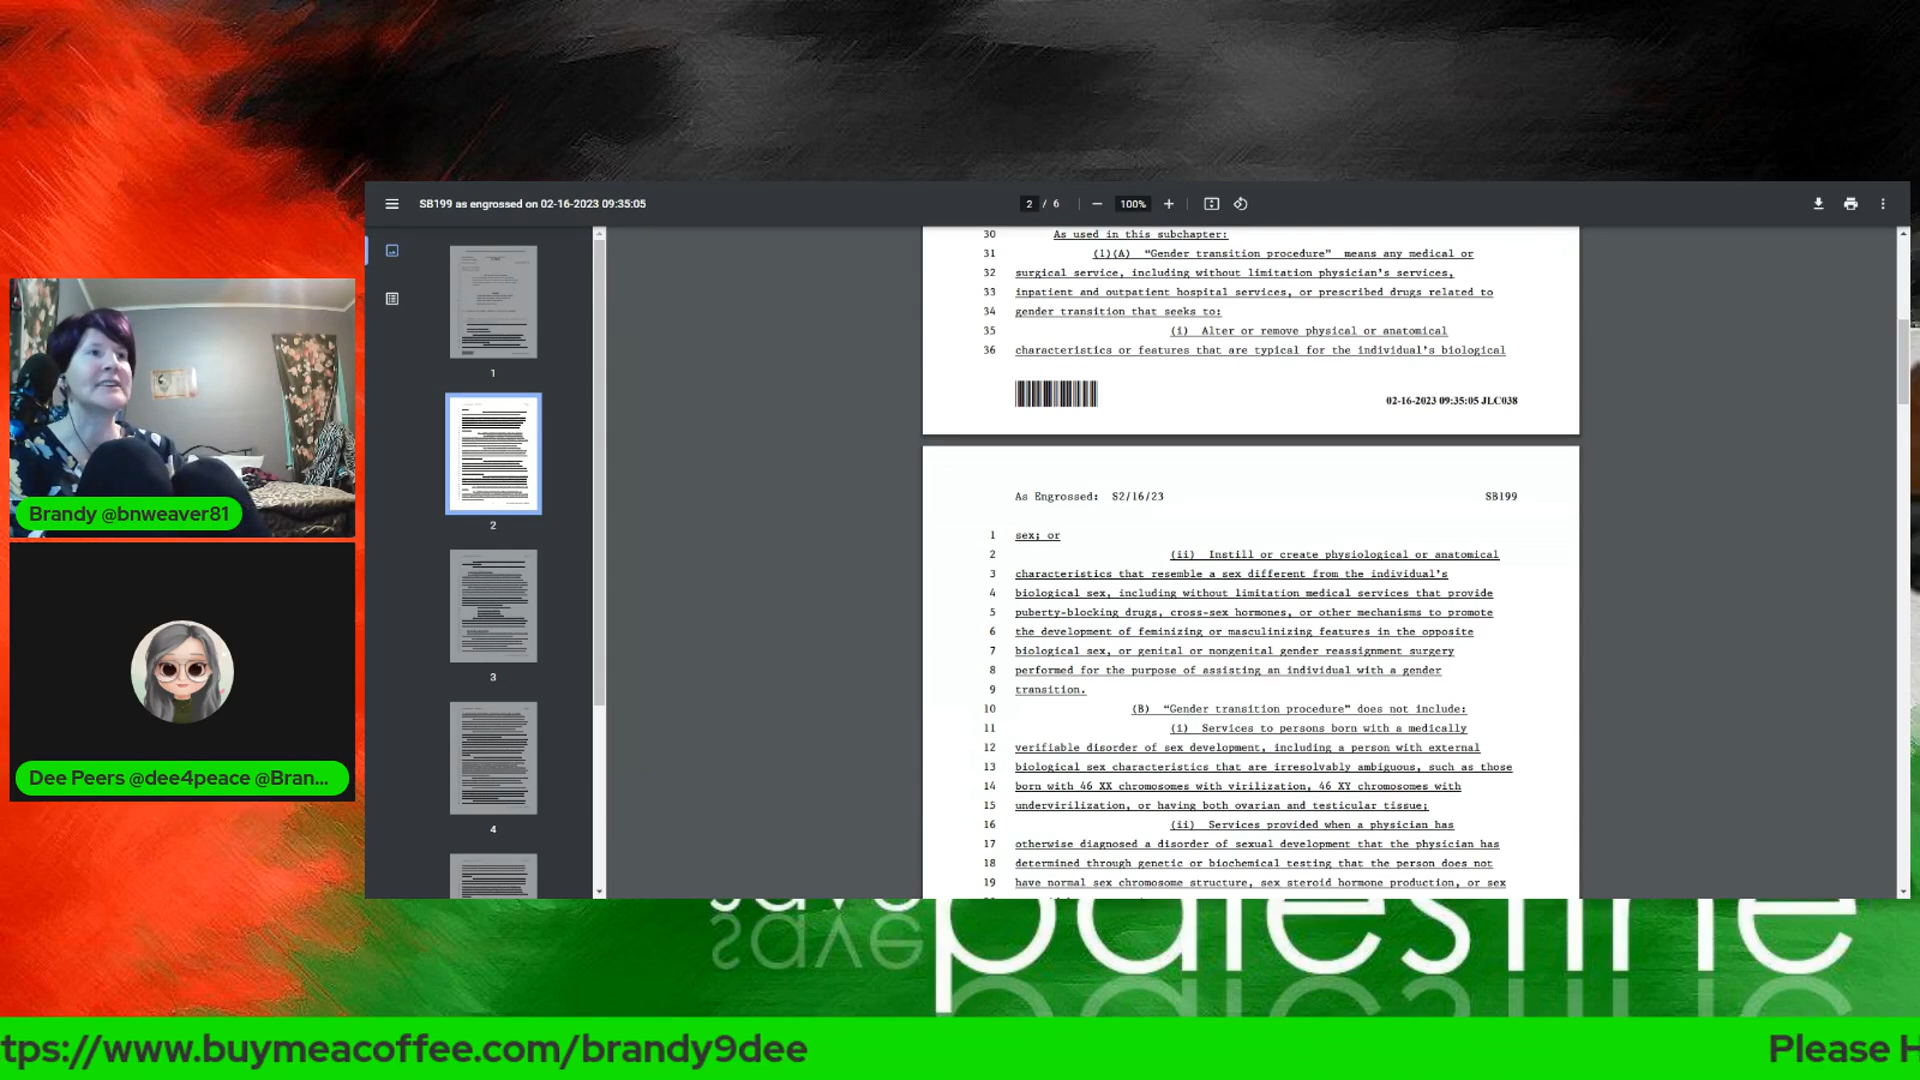 SB199 as engrossed on 02-16-2023 09:35:05
2 / 6
100%
1
2
3
4
30 As used in this subchapter:
31 (1)(A) “Gender transition procedure” means any medical or
32 surgical service, including without limitation physician’s services,
33 inpatient and outpatient hospital services, or prescribed drugs related to
34 gender transition that seeks to:
35 (i) Alter or remove physical or anatomical
36 characteristics or features that are typical for the individual’s biological
02-16-2023 09:35:05 JLC038
As Engrossed: S2/16/23 SB199
1 sex; or
2 (ii) Instill or create physiological or anatomical
3 characteristics that resemble a sex different from the individual’s
4 biological sex, including without limitation medical services that provide
5 puberty-blocking drugs, cross-sex hormones, or other mechanisms to promote
6 the development of feminizing or masculinizing features in the opposite
7 biological sex, or genital or nongenital gender reassignment surgery
8 performed for the purpose of assisting an individual with a gender
9 transition.
10 (B) “Gender transition procedure” does not include:
11 (i) Services to persons born with a medically
12 verifiable disorder of sex development, including a person with external
13 biological sex characteristics that are irresolvably ambiguous, such as those
14 born with 46 XX chromosomes with virilization, 46 XY chromosomes with
15 undervirilization, or having both ovarian and testicular tissue;
16 (ii) Services provided when a physician has
17 otherwise diagnosed a disorder of sexual development that the physician has
18 determined through genetic or biochemical testing that the person does not
19 have normal sex chromosome structure, sex steroid hormone production, or sex
Brandy @bnweaver81
Dee Peers @dee4peace @Bran...
save palestine
tps://www.buymeacoffee.com/brandy9dee
Please H